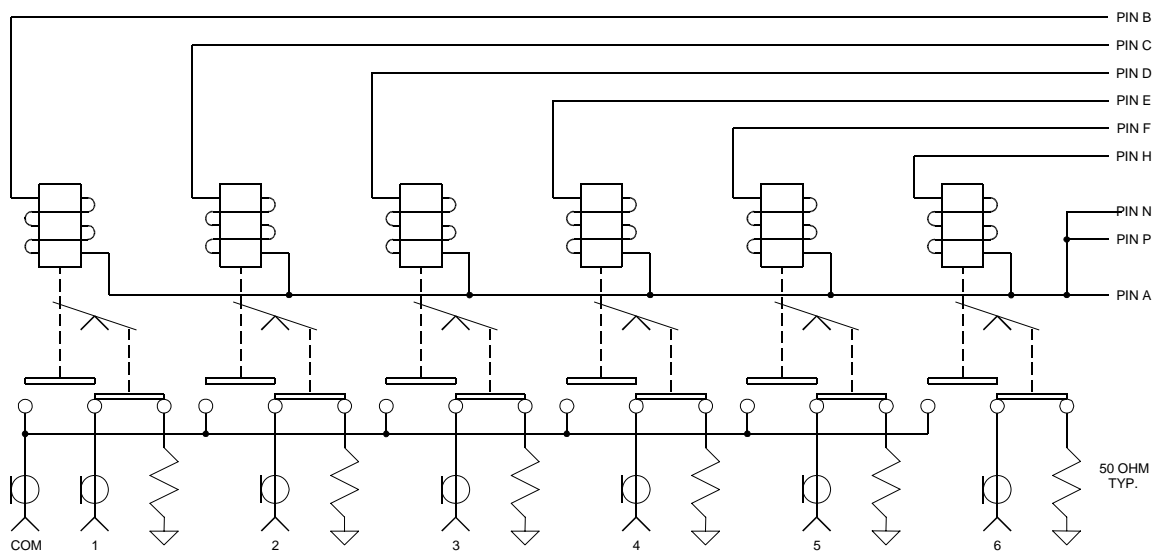 PIN B
PIN C
PIN D
PIN E
PIN F
PIN H
PIN N
PIN P
PIN A
50 OHM
TYP.
COM 1 2 3 4 5 6